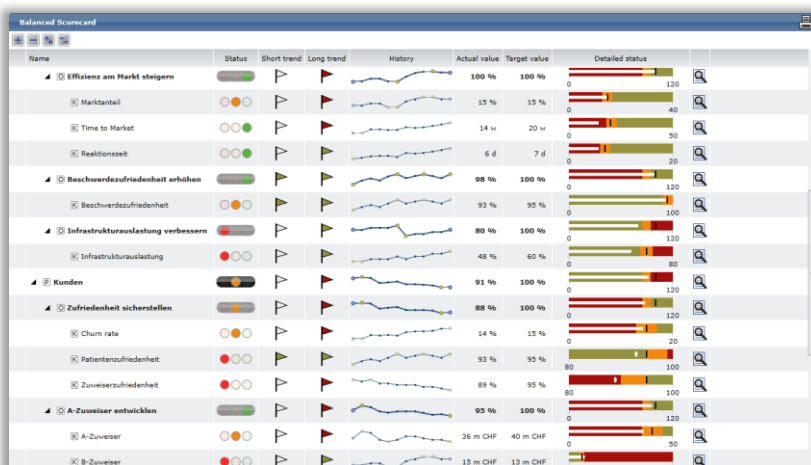 Balanced Scorecard
Name Status Short trend Long trend History Actual value Target value Detailed status
O Effizienz am Markt steigern 100 % 100 % 0 120
K Marktanteil 15 % 15 % 0 40
K Time to Market 14 w 20 w 0 50
K Reaktionszeit 6 d 7 d 0 20
O Beschwerdezufriedenheit erhöhen 98 % 100 % 0 120
K Beschwerdezufriedenheit 93 % 95 % 0 100
O Infrastrukturauslastung verbessern 80 % 100 % 0 120
K Infrastrukturauslastung 48 % 60 % 0 80
P Kunden 91 % 100 % 0 120
O Zufriedenheit sicherstellen 88 % 100 % 0 120
K Churn rate 14 % 15 % 0 20
K Patientenzufriedenheit 93 % 95 % 80 100
K Zuweiserzufriedenheit 89 % 95 % 80 100
O A-Zuweiser entwicklen 95 % 100 % 0 120
K A-Zuweiser 36 m CHF 40 m CHF 0 50
K B-Zuweiser 15 m CHF 13 m CHF